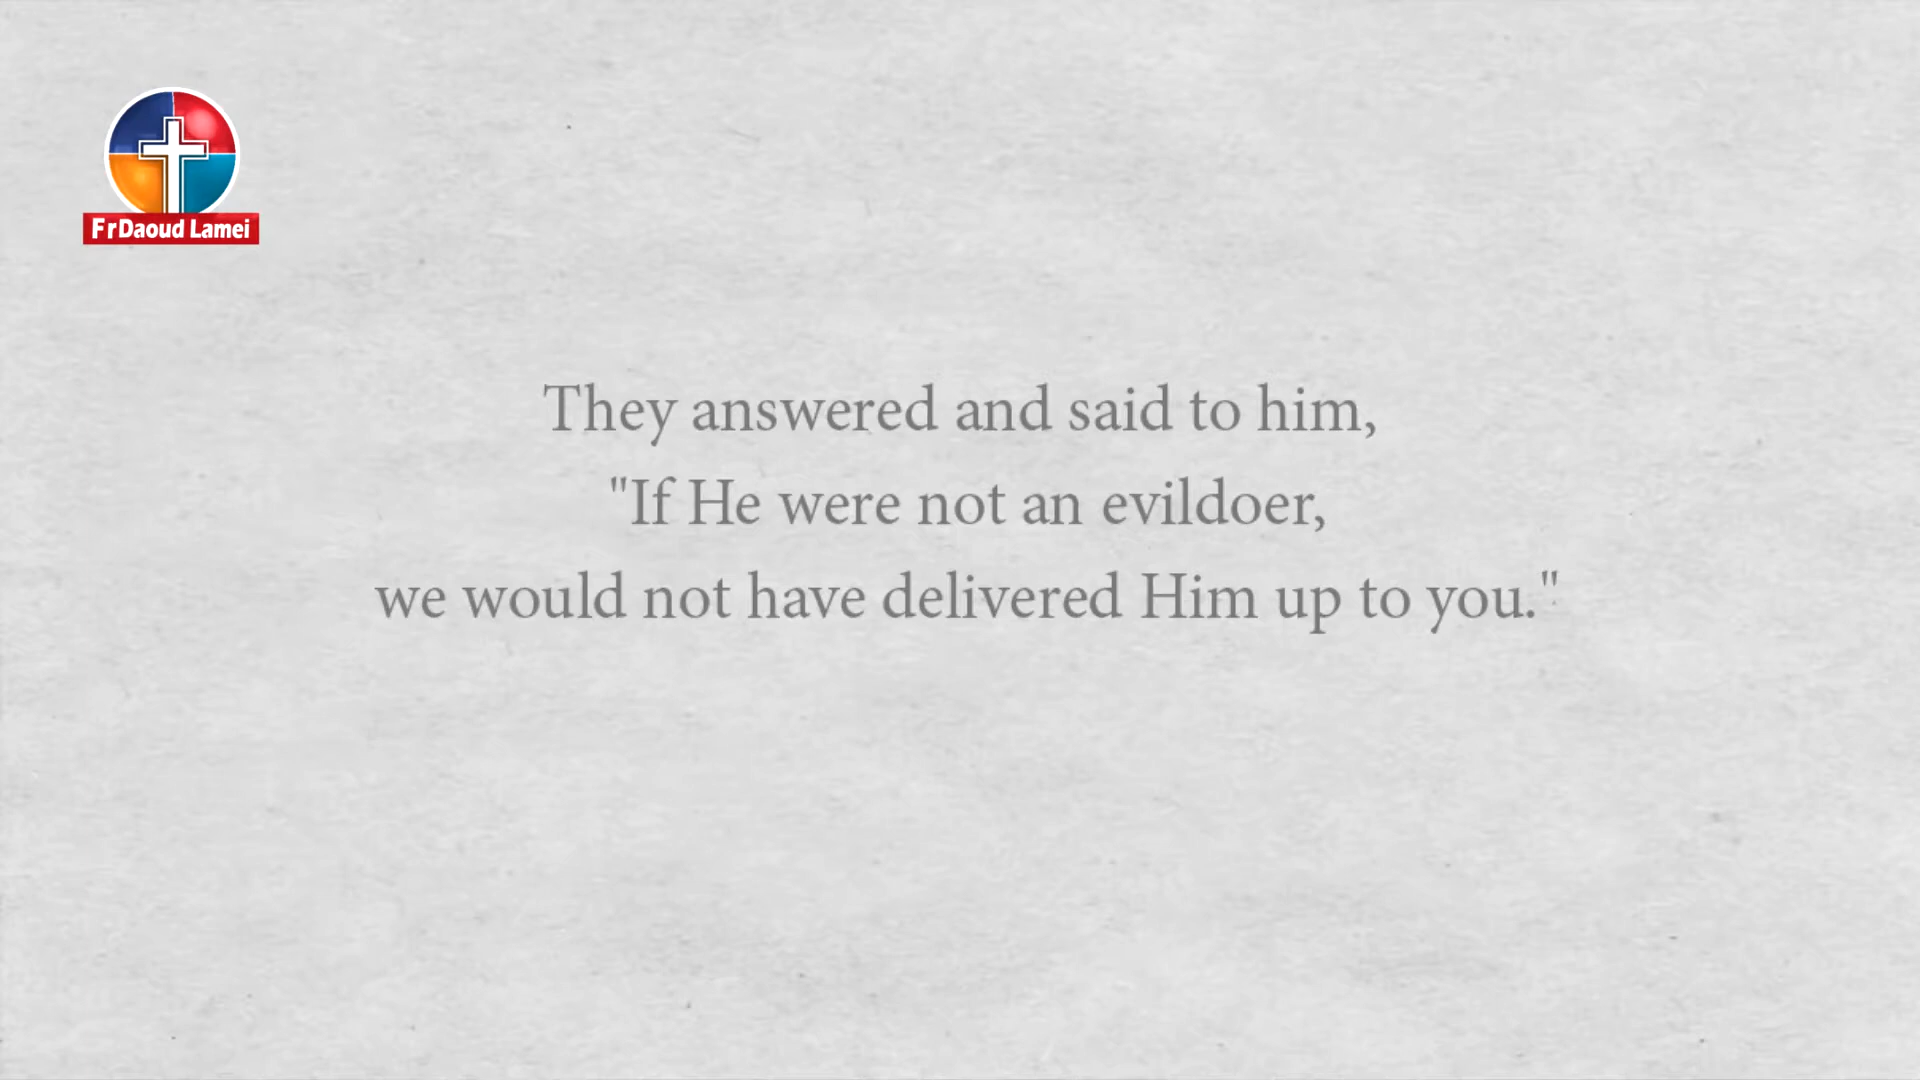 FrDaoud Lamei
They answered and said to him,
"If He were not an evildoer,
we would not have delivered Him up to you."